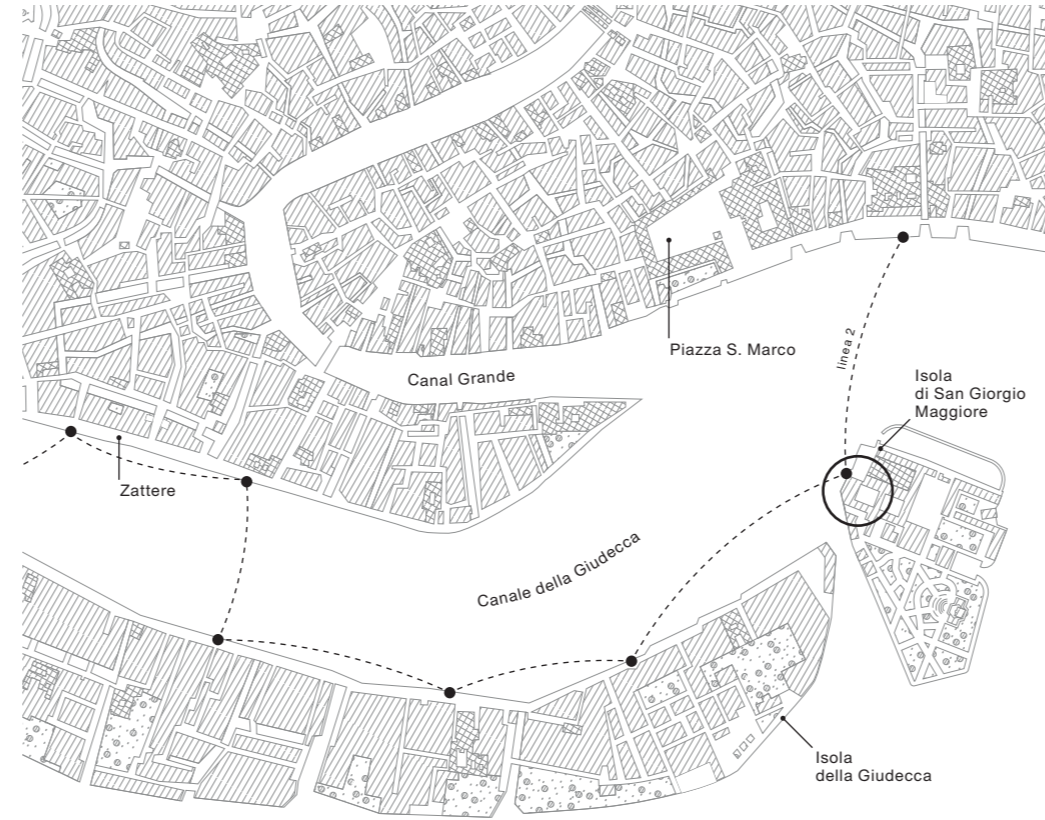 linea 2
Piazza S. Marco
Canal Grande
Isola
di San Giorgio
Maggiore
Zattere
Canale della Giudecca
Isola
della Giudecca